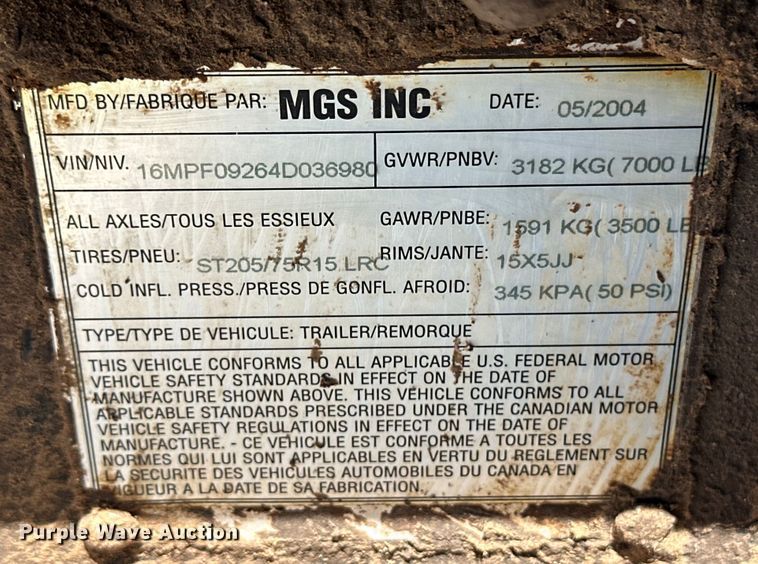 MFD BY/FABRIQUE PAR: MGS INC DATE: 05/2004
VIN/NIV. 16MPF09264D036980 GVWR/PNBV: 3182 KG( 7000 LB
ALL AXLES/TOUS LES ESSIEUX GAWR/PNBE: 1591 KG( 3500 LB
TIRES/PNEU: ST205/75R15 LRC RIMS/JANTE: 15X5JJ
COLD INFL. PRESS./PRESS DE GONFL. AFROID: 345 KPA( 50 PSI)
TYPE/TYPE DE VEHICULE: TRAILER/REMORQUE
THIS VEHICLE CONFORMS TO ALL APPLICABLE U.S. FEDERAL MOTOR
VEHICLE SAFETY STANDARDS IN EFFECT ON THE DATE OF
MANUFACTURE SHOWN ABOVE. THIS VEHICLE CONFORMS TO ALL
APPLICABLE STANDARDS PRESCRIBED UNDER THE CANADIAN MOTOR
VEHICLE SAFETY REGULATIONS IN EFFECT ON THE DATE OF
MANUFACTURE. - CE VEHICULE EST CONFORME A TOUTES LES
NORMES QUI LUI SONT APPLICABLES EN VERTU DU REGLEMENT SUR
LA SECURITE DES VEHICULES AUTOMOBILES DU CANADA EN
VIGUEUR A LA DATE DE SA FABRICATION.
Purple Wave Auction